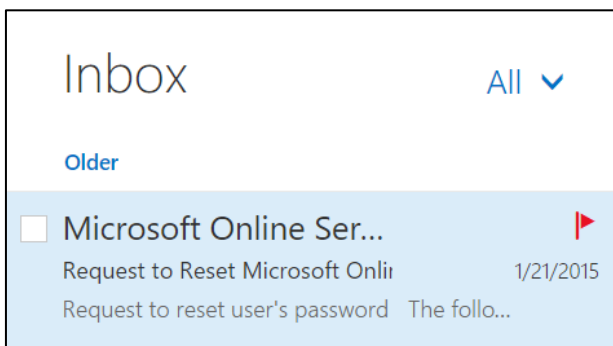 Inbox
All
Older
Microsoft Online Ser...
Request to Reset Microsoft Onlin
1/21/2015
Request to reset user's password The follo...